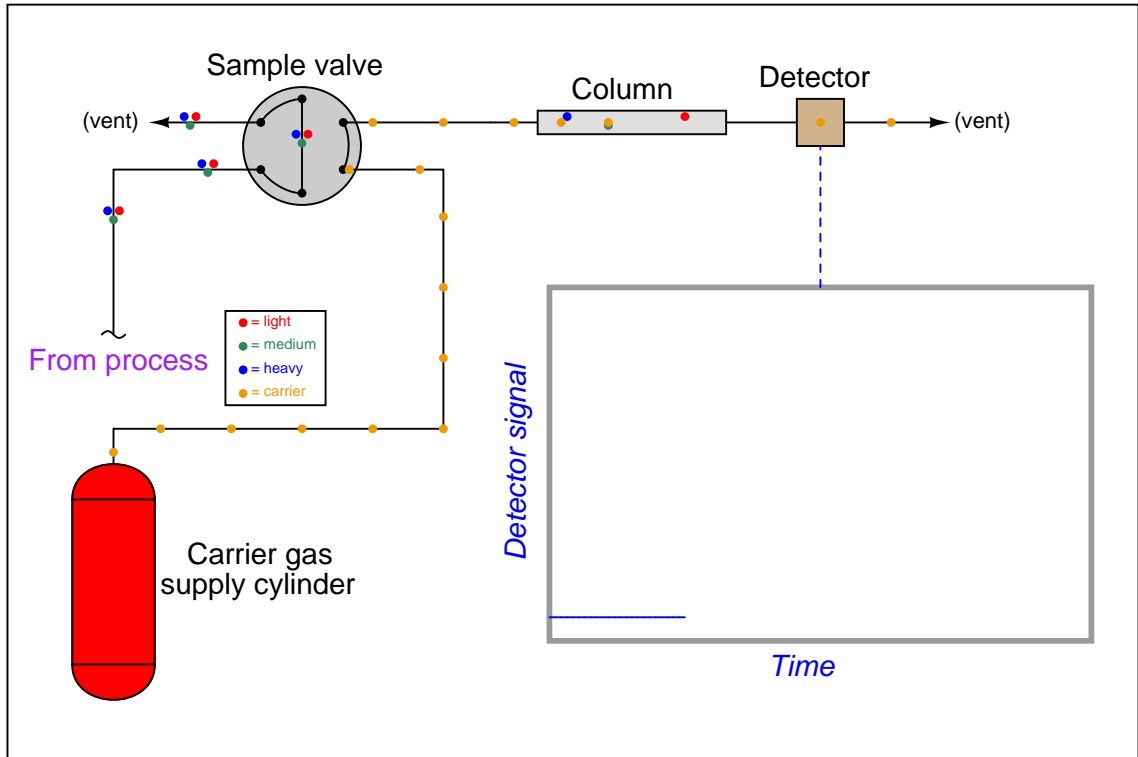 Sample valve
Column
Detector
(vent)
(vent)
= light
= medium
= heavy
= carrier
From process
Detector signal
Carrier gas
supply cylinder
Time